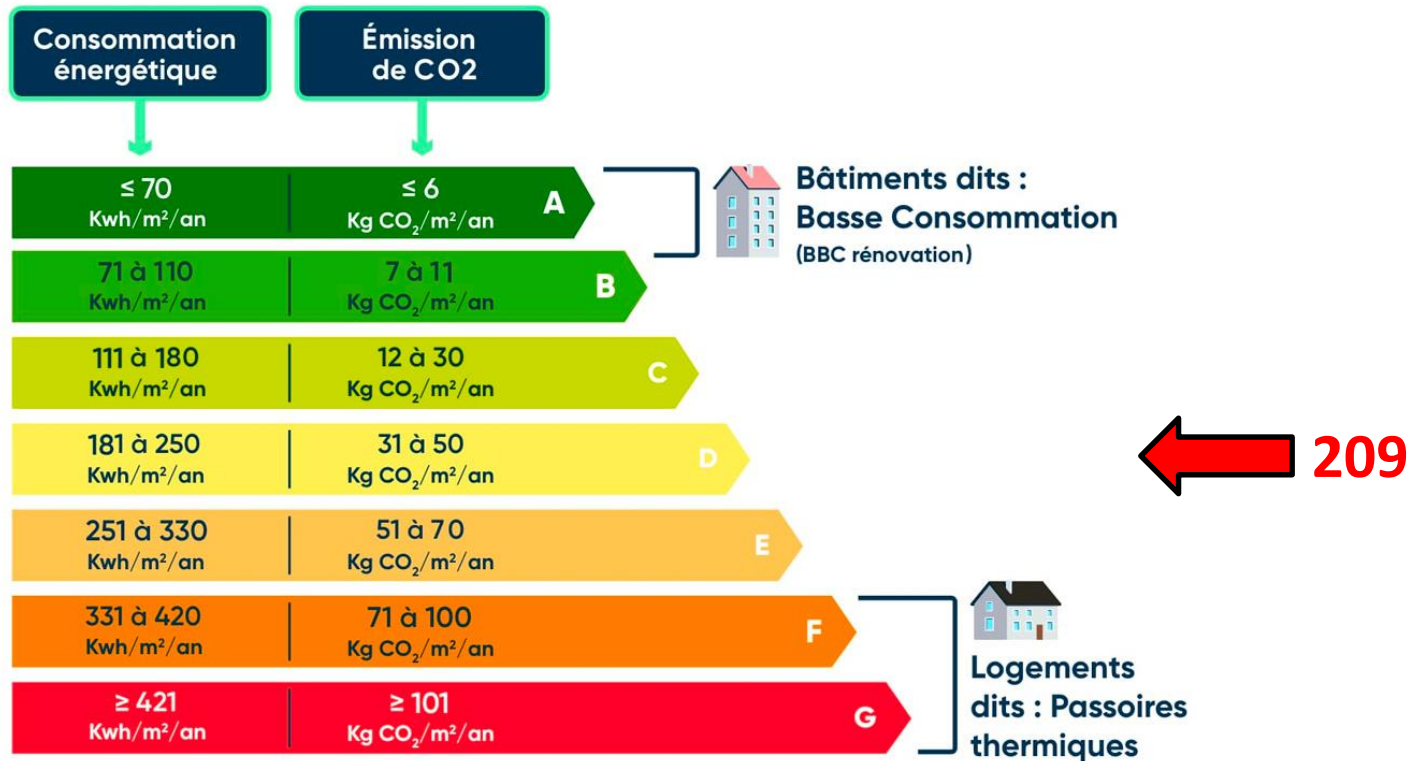 Consommation
énergétique
Émission
de CO2
≤ 70
Kwh/m²/an
≤ 6
Kg CO₂/m²/an
A
71 à 110
Kwh/m²/an
7 à 11
Kg CO₂/m²/an
B
111 à 180
Kwh/m²/an
12 à 30
Kg CO₂/m²/an
C
181 à 250
Kwh/m²/an
31 à 50
Kg CO₂/m²/an
D
251 à 330
Kwh/m²/an
51 à 70
Kg CO₂/m²/an
E
331 à 420
Kwh/m²/an
71 à 100
Kg CO₂/m²/an
F
≥ 421
Kwh/m²/an
≥ 101
Kg CO₂/m²/an
G
Bâtiments dits :
Basse Consommation
(BBC rénovation)
209
Logements
dits : Passoires
thermiques